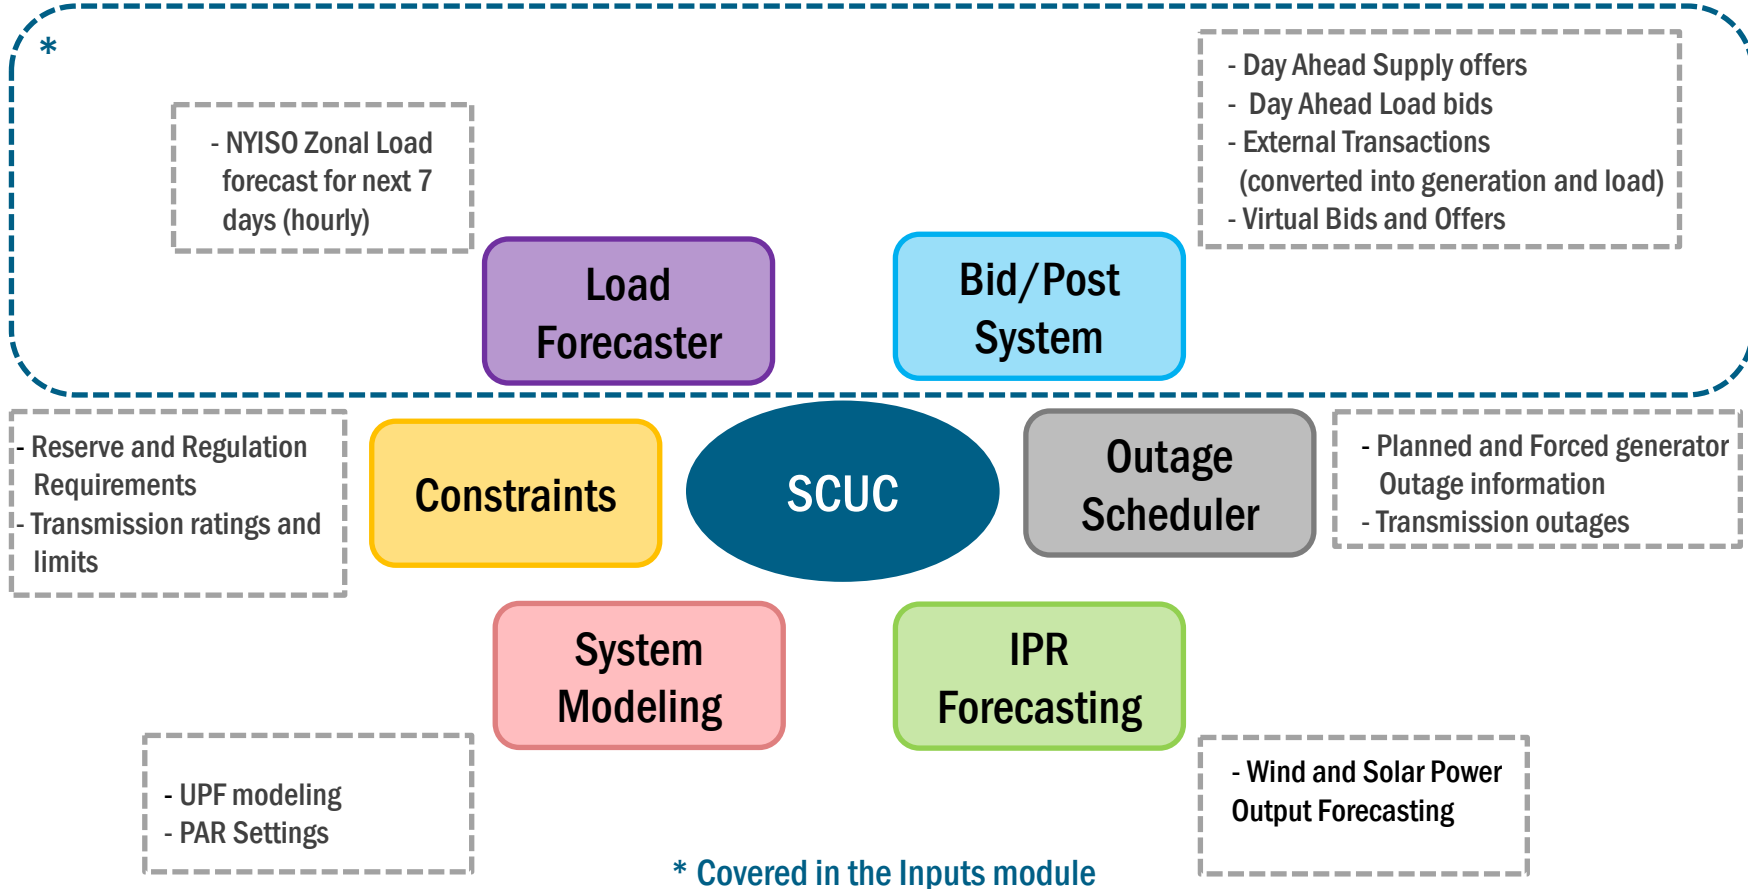 *
- NYISO Zonal Load
forecast for next 7
days (hourly)
- Day Ahead Supply offers
- Day Ahead Load bids
- External Transactions
(converted into generation and load)
- Virtual Bids and Offers
Load
Forecaster
Bid/Post
System
- Reserve and Regulation
Requirements
- Transmission ratings and
limits
Constraints
SCUC
Outage
Scheduler
- Planned and Forced generator
Outage information
- Transmission outages
System
Modeling
IPR
Forecasting
- UPF modeling
- PAR Settings
- Wind and Solar Power
Output Forecasting
* Covered in the Inputs module